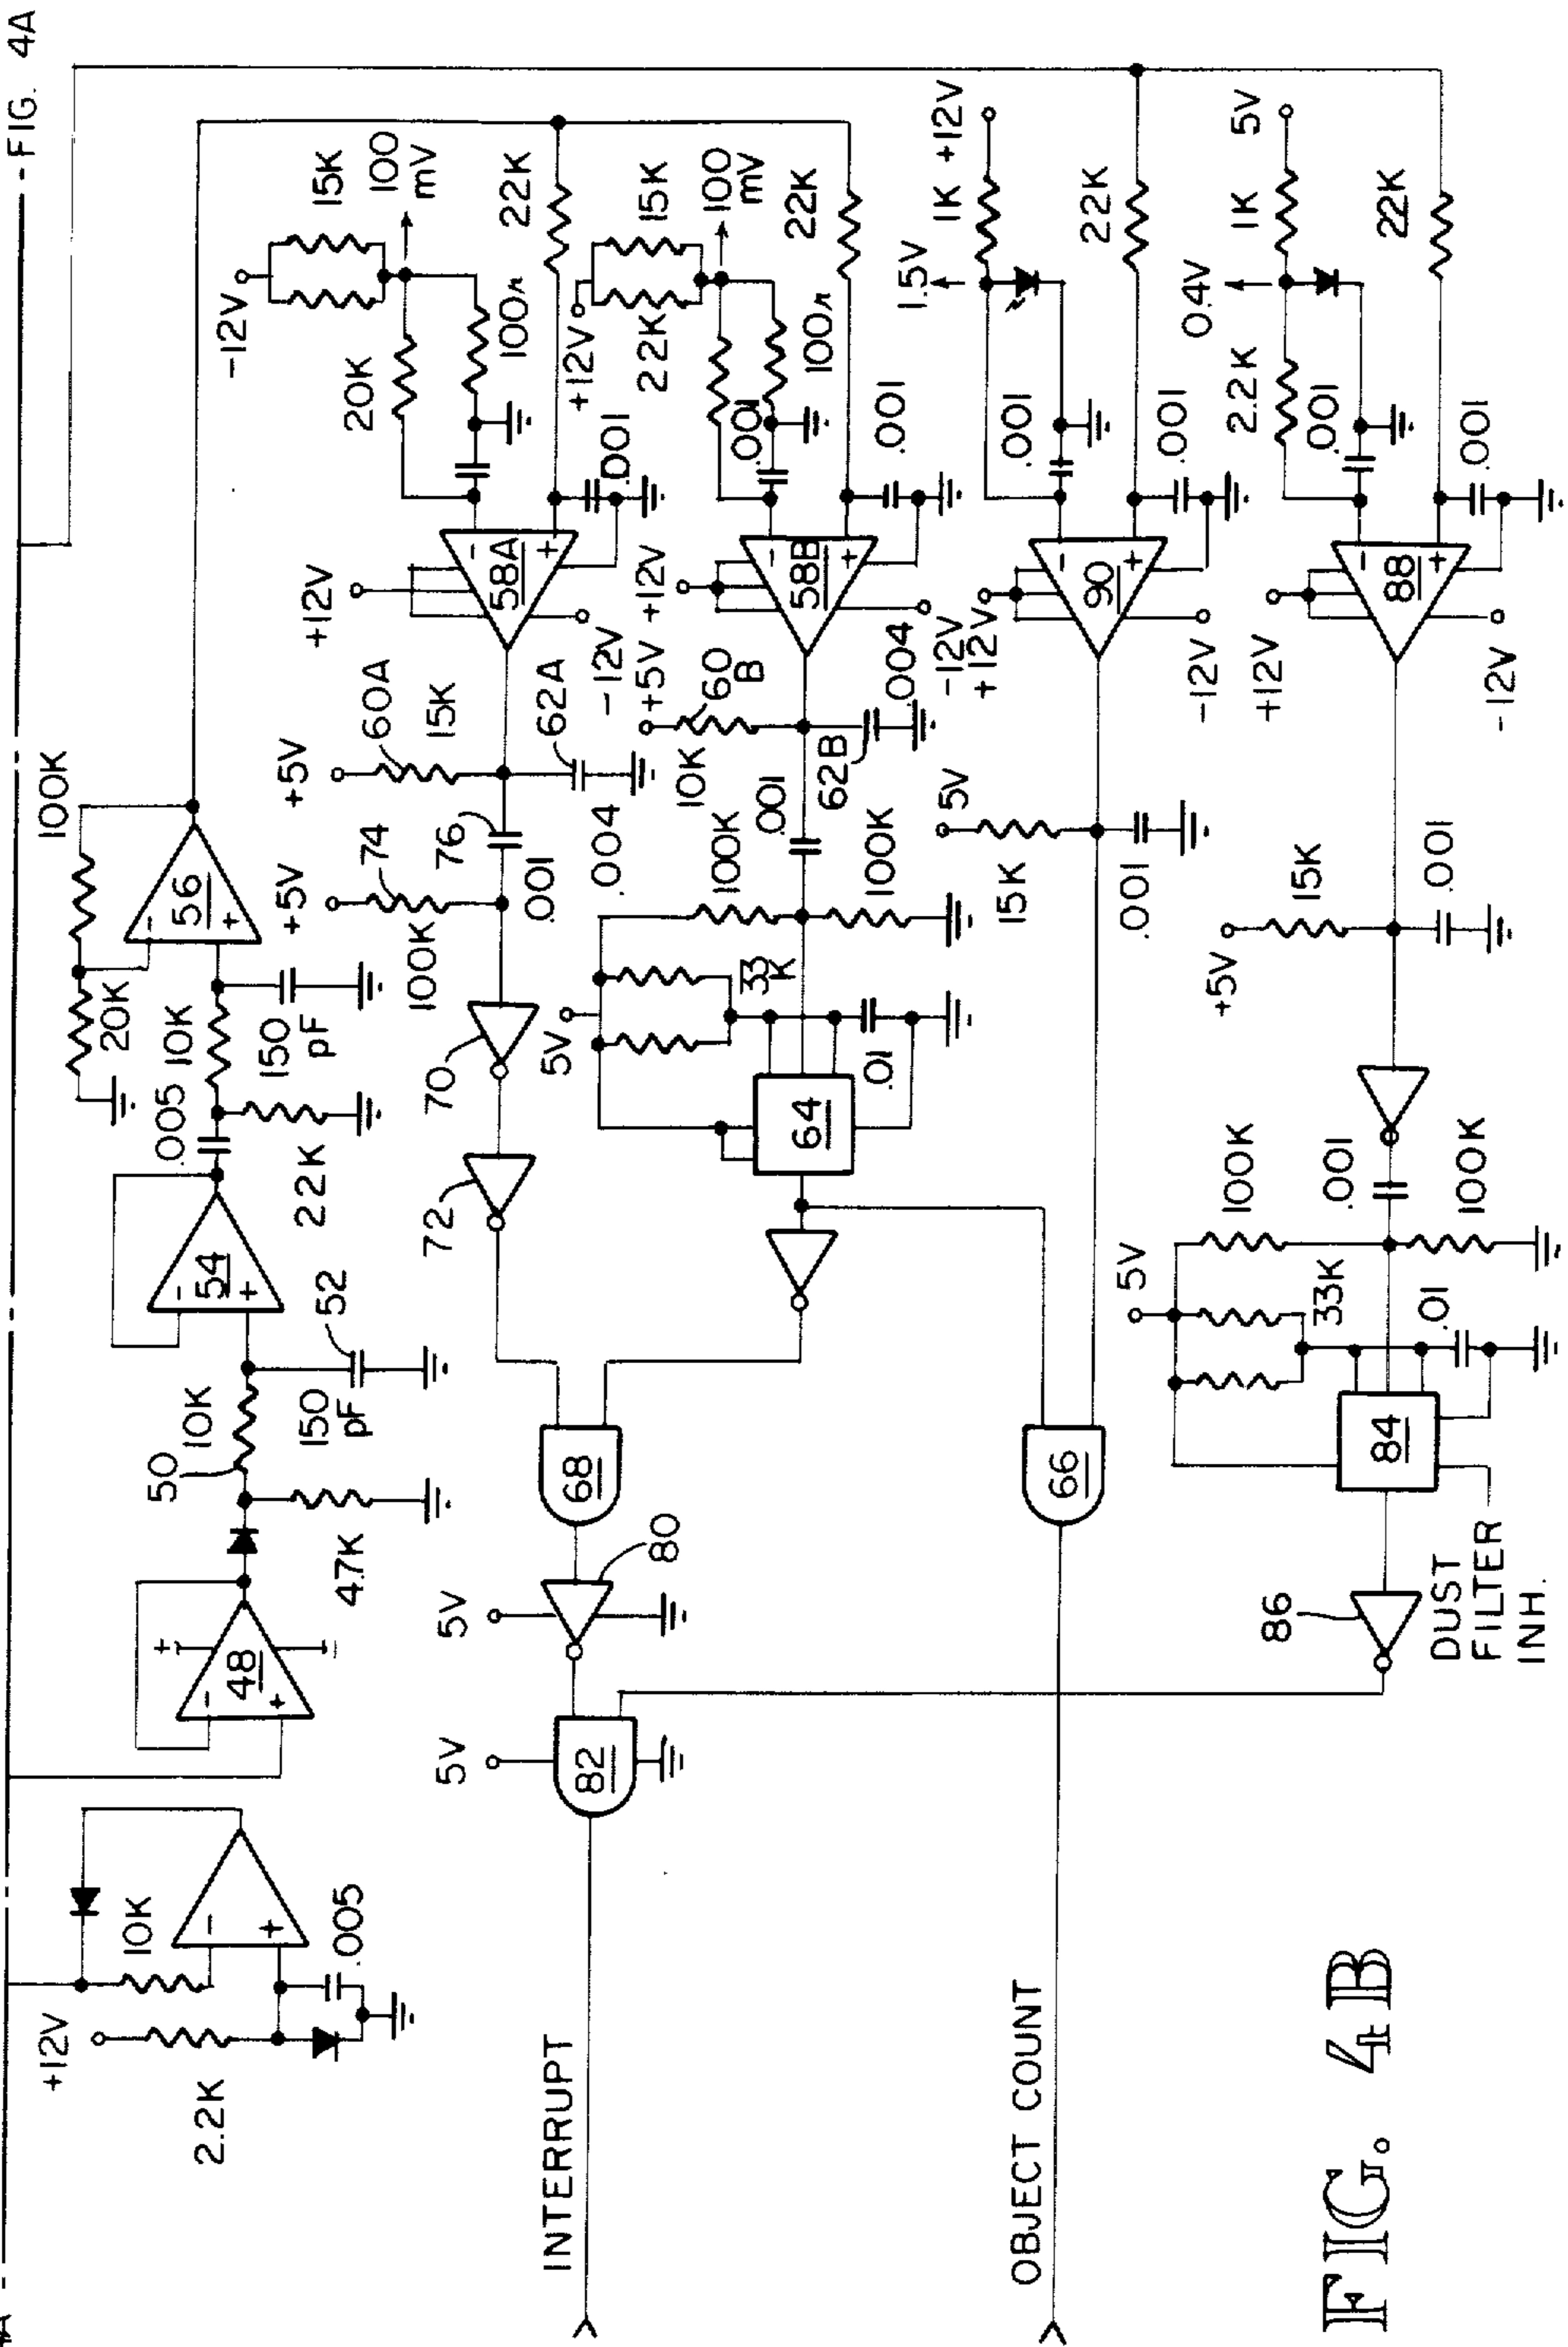 4A
FIG. 4A
+12V
2.2K
10K
.005
48
47K
50
10K
150
pF
52
54
.005
22K
10K
150
pF
20K
56
100K
-12V
15K
20K
100
mV
100
22K
.001
58A
+12V
-12V
+5V
60A
15K
62A
.004
76
.001
+5V
74
100K
70
72
+12V
15K
22K
100
mV
100
22K
.001
.001
58B
+12V
-12V
+5V
60
B
10K
62B
.004
.001
100K
100K
5V
33
K
.01
64
68
80
5V
82
5V
INTERRUPT
1K +12V
1.5V
.001
22K
.001
90
+12V
-12V
5V
15K
.001
66
OBJECT COUNT
5V
1K
0.4V
2.2K
.001
22K
.001
88
+12V
-12V
+5V
15K
.001
100K
.001
100K
5V
33K
.01
84
DUST
FILTER
INH.
86
FIG. 4B